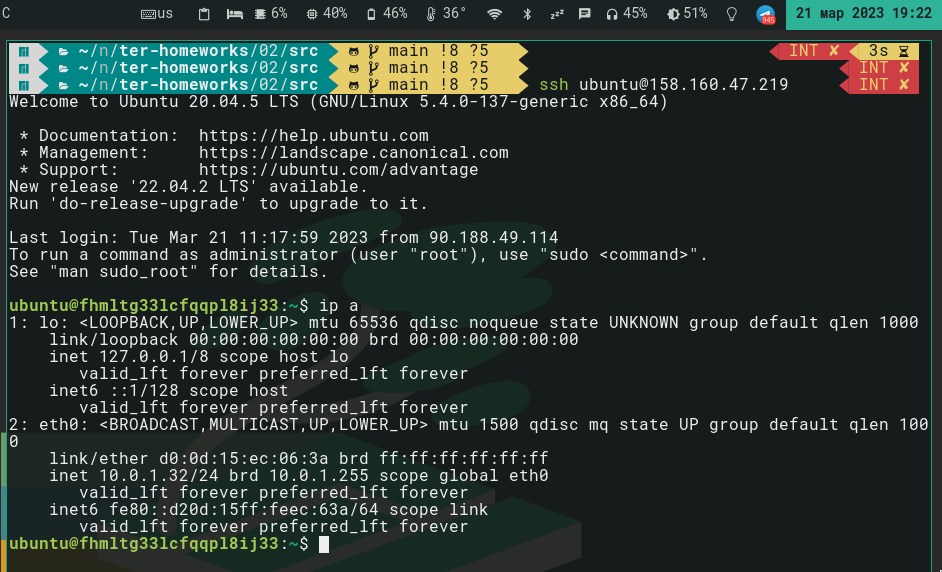 C us 6% 40% 46% 36° zzz 45% 51% 945 21 мар 2023 19:22
~/n/ter-homeworks/02/src main !8 ?5 INT ✘ 3s
~/n/ter-homeworks/02/src main !8 ?5 INT ✘
~/n/ter-homeworks/02/src main !8 ?5 ssh ubuntu@158.160.47.219 INT ✘
Welcome to Ubuntu 20.04.5 LTS (GNU/Linux 5.4.0-137-generic x86_64)
* Documentation: https://help.ubuntu.com
* Management: https://landscape.canonical.com
* Support: https://ubuntu.com/advantage
New release '22.04.2 LTS' available.
Run 'do-release-upgrade' to upgrade to it.
Last login: Tue Mar 21 11:17:59 2023 from 90.188.49.114
To run a command as administrator (user "root"), use "sudo <command>".
See "man sudo_root" for details.
ubuntu@fhmltg33lcfqqpl8ij33:~$ ip a
1: lo: <LOOPBACK,UP,LOWER_UP> mtu 65536 qdisc noqueue state UNKNOWN group default qlen 1000
link/loopback 00:00:00:00:00:00 brd 00:00:00:00:00:00
inet 127.0.0.1/8 scope host lo
valid_lft forever preferred_lft forever
inet6 ::1/128 scope host
valid_lft forever preferred_lft forever
2: eth0: <BROADCAST,MULTICAST,UP,LOWER_UP> mtu 1500 qdisc mq state UP group default qlen 100
0
link/ether d0:0d:15:ec:06:3a brd ff:ff:ff:ff:ff:ff
inet 10.0.1.32/24 brd 10.0.1.255 scope global eth0
valid_lft forever preferred_lft forever
inet6 fe80::d20d:15ff:feec:63a/64 scope link
valid_lft forever preferred_lft forever
ubuntu@fhmltg33lcfqqpl8ij33:~$